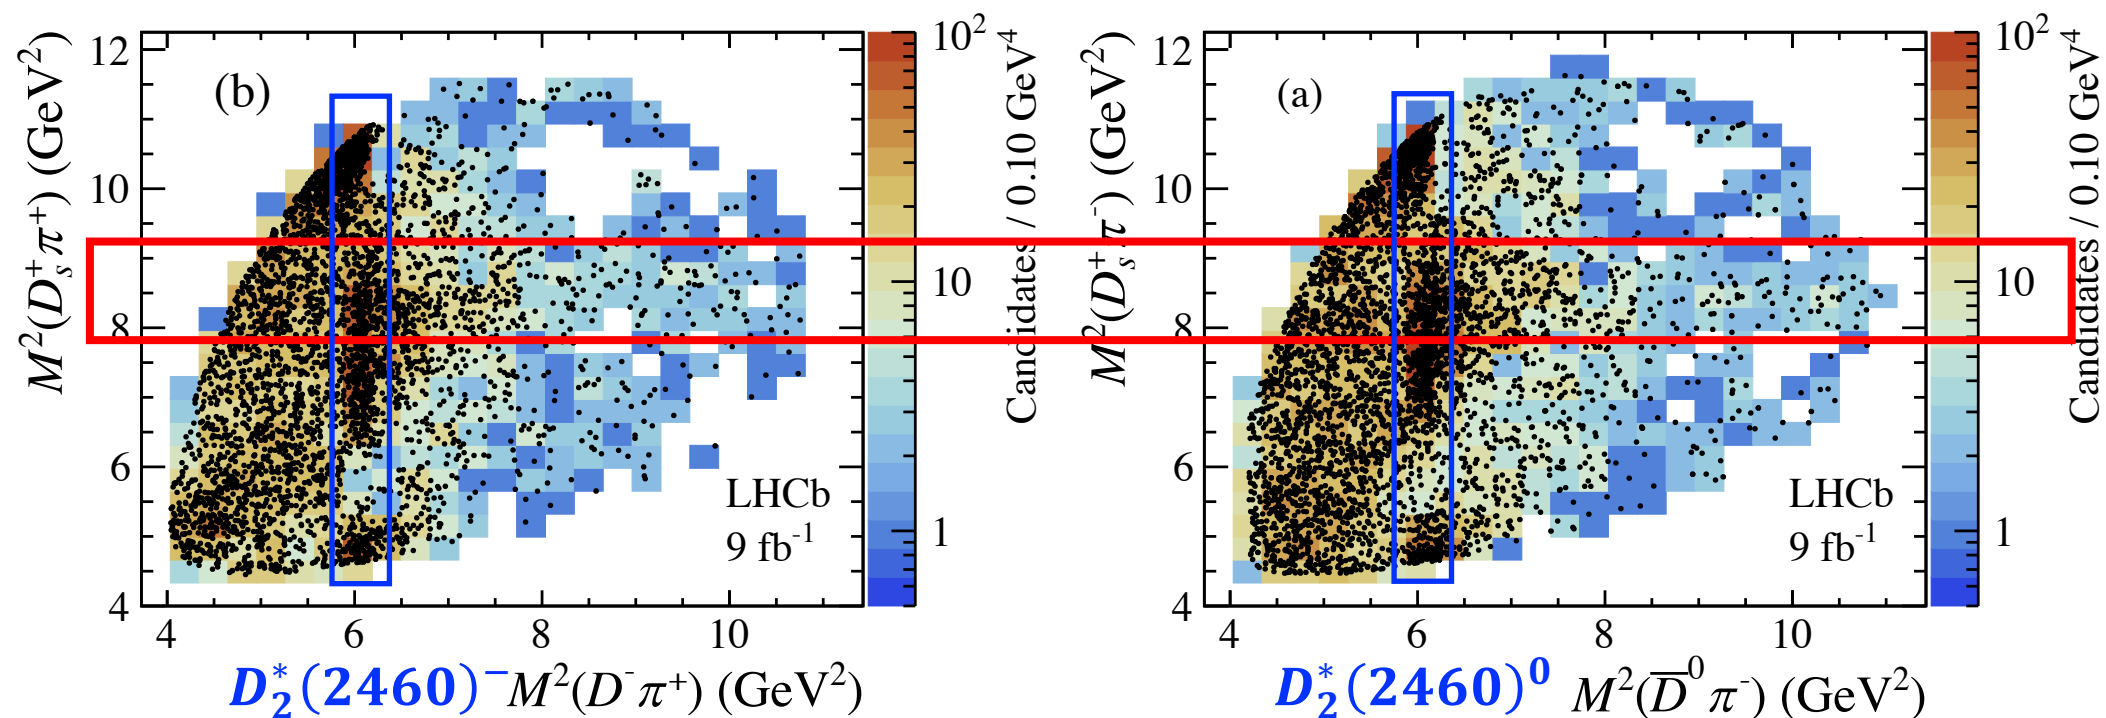 (b)
M²(D_s⁺π⁺) (GeV²)
12
10
8
6
4
4 6 8 10
LHCb
9 fb⁻¹
D₂*(2460)⁻ M²(D⁻π⁺) (GeV²)
10²
10
1
Candidates / 0.10 GeV⁴
(a)
M²(D_s⁺π⁻) (GeV²)
12
10
8
6
4
4 6 8 10
LHCb
9 fb⁻¹
D₂*(2460)⁰ M²(D̅⁰π⁻) (GeV²)
10²
10
1
Candidates / 0.10 GeV⁴